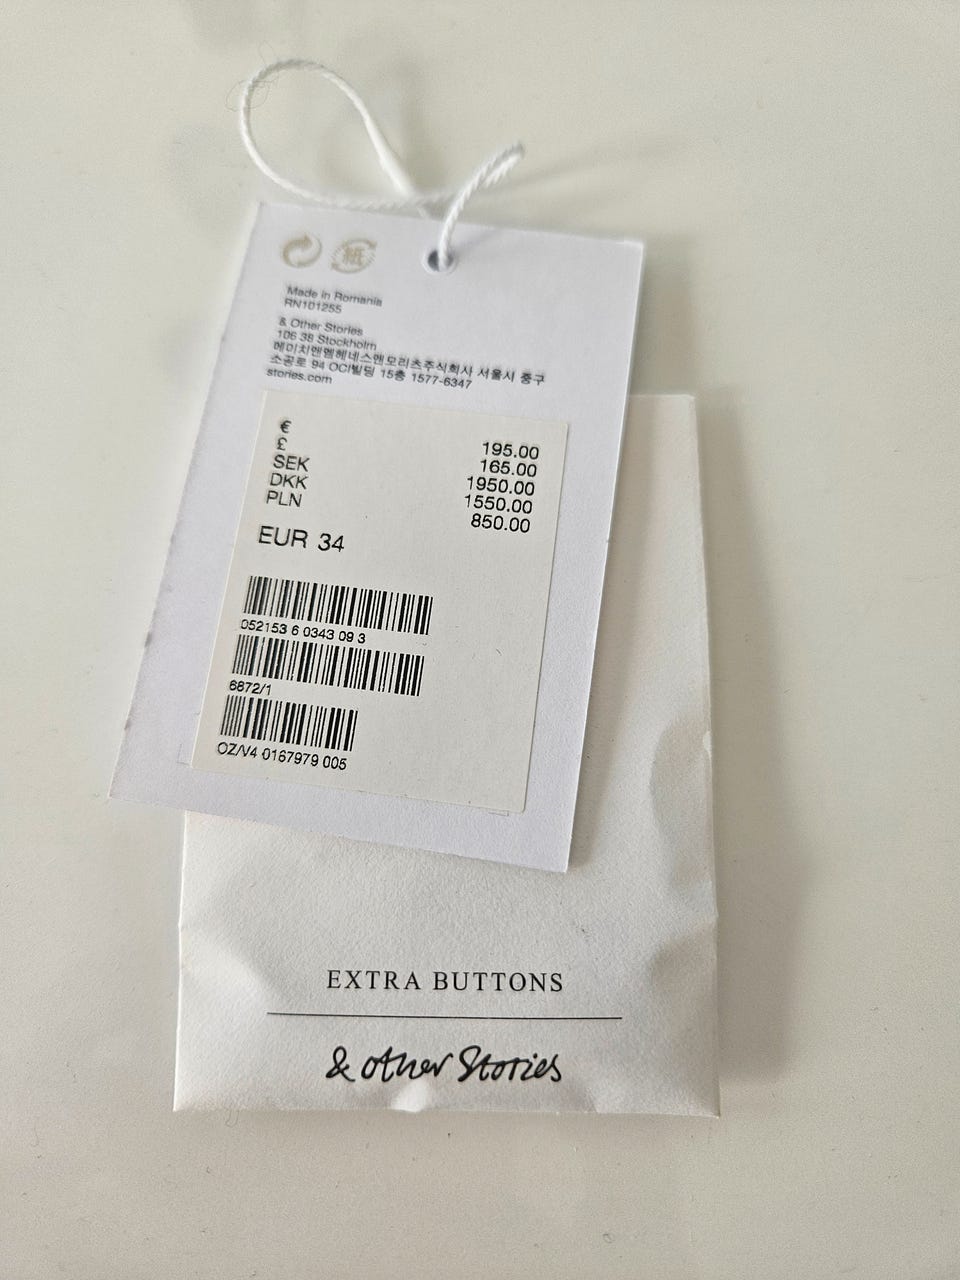 紙
Made in Romania
RN101255
& Other Stories
106 38 Stockholm
에이치앤엠헤네스앤모리츠주식회사 서울시 중구
소공로 94 OCI빌딩 15층 1577-6347
stories.com
€ 195.00
£ 165.00
SEK 1950.00
DKK 1550.00
PLN 850.00
EUR 34
052153 6 0343 09 3
6872/1
OZ/V4 0167979 005
EXTRA BUTTONS
& other Stories